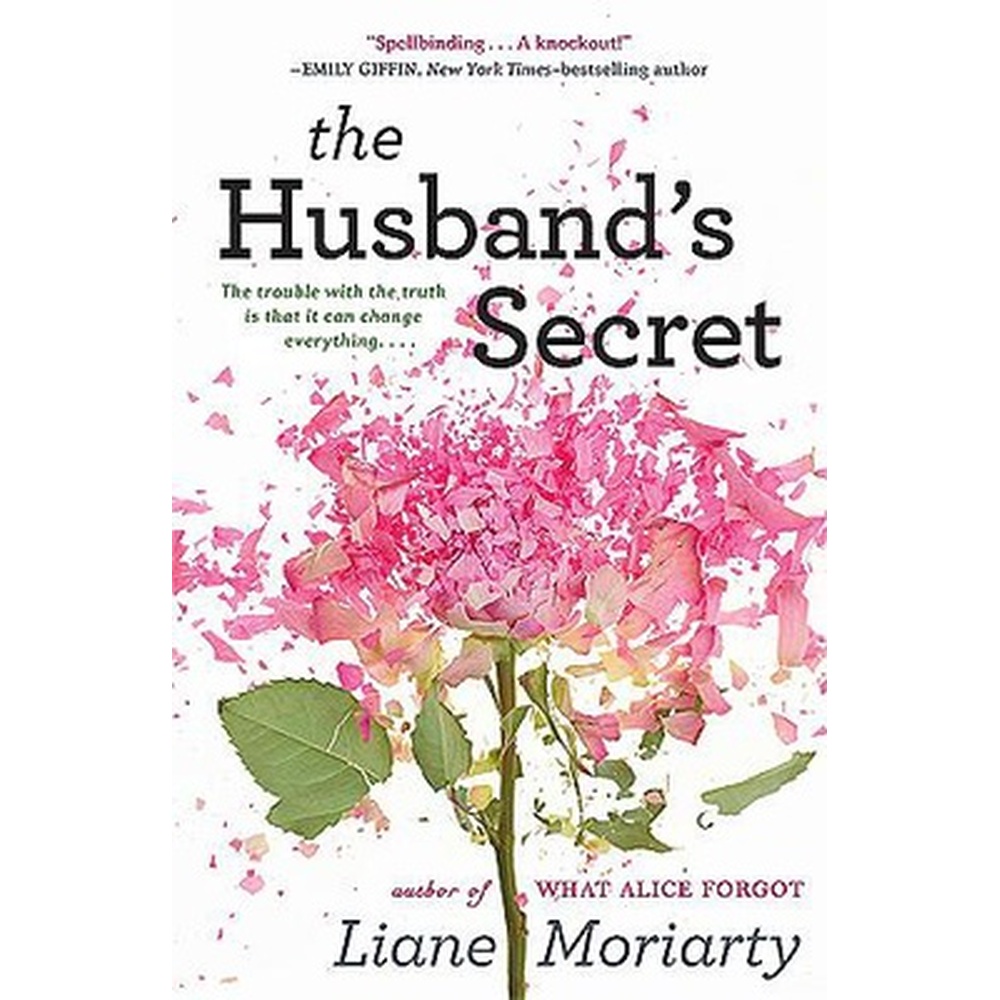 "Spellbinding . . . A knockout!"
–EMILY GIFFIN, New York Times–bestselling author
the
Husband's
Secret
The trouble with the truth
is that it can change
everything. . . .
author of WHAT ALICE FORGOT
Liane Moriarty